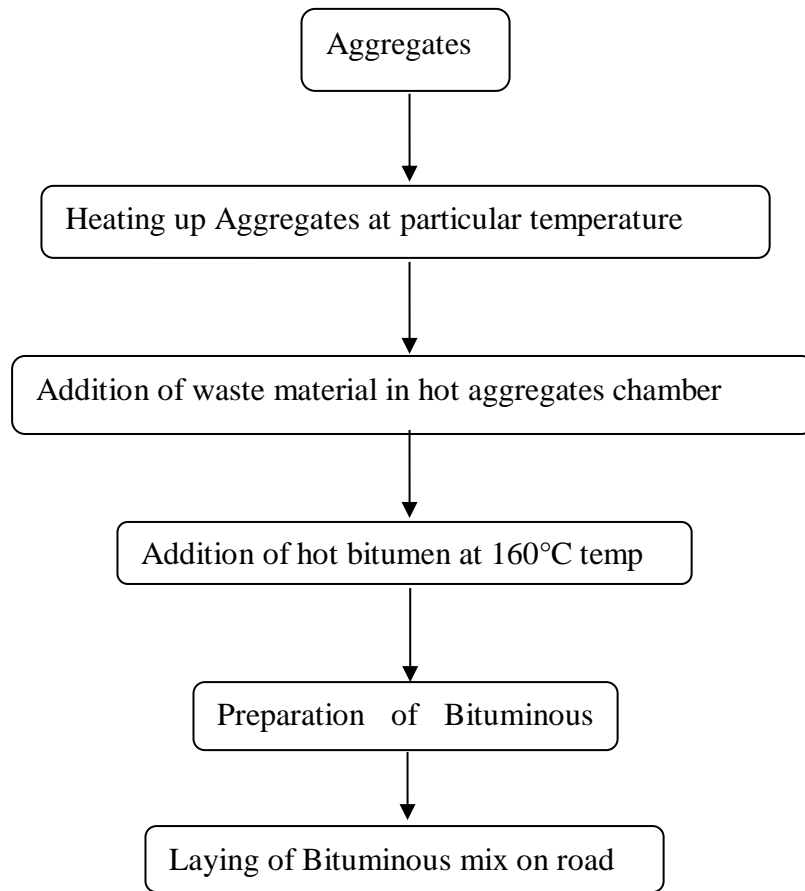 Aggregates
Heating up Aggregates at particular temperature
Addition of waste material in hot aggregates chamber
Addition of hot bitumen at 160°C temp
Preparation of Bituminous
Laying of Bituminous mix on road